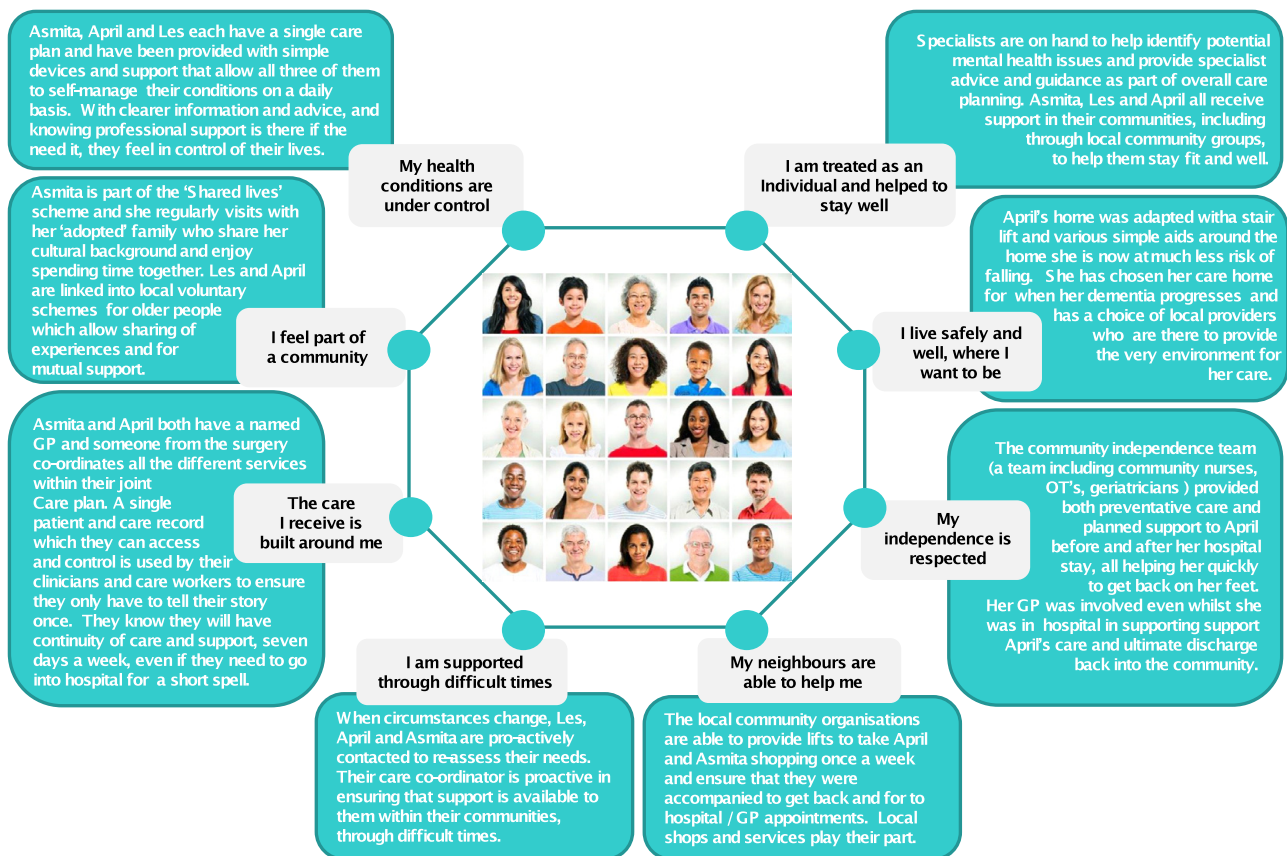 Asmita, April and Les each have a single care
plan and have been provided with simple
devices and support that allow all three of them
to self-manage their conditions on a daily
basis. With clearer information and advice, and
knowing professional support is there if the
need it, they feel in control of their lives.
My health
conditions are
under control
Specialists are on hand to help identify potential
mental health issues and provide specialist
advice and guidance as part of overall care
planning. Asmita, Les and April all receive
support in their communities, including
through local community groups,
to help them stay fit and well.
I am treated as an
Individual and helped to
stay well
Asmita is part of the ‘Shared lives’
scheme and she regularly visits with
her ‘adopted’ family who share her
cultural background and enjoy
spending time together. Les and April
are linked into local voluntary
schemes for older people
which allow sharing of
experiences and for
mutual support.
I feel part of
a community
April’s home was adapted witha stair
lift and various simple aids around the
home she is now at much less risk of
falling. She has chosen her care home
for when her dementia progresses and
has a choice of local providers
who are there to provide
the very environment for
her care.
I live safely and
well, where I
want to be
Asmita and April both have a named
GP and someone from the surgery
co-ordinates all the different services
within their joint
Care plan. A single
patient and care record
which they can access
and control is used by their
clinicians and care workers to ensure
they only have to tell their story
once. They know they will have
continuity of care and support, seven
days a week, even if they need to go
into hospital for a short spell.
The care
I receive is
built around me
The community independence team
(a team including community nurses,
OT’s, geriatricians ) provided
both preventative care and
planned support to April
before and after her hospital
stay, all helping her quickly
to get back on her feet.
Her GP was involved even whilst she
was in hospital in supporting support
April’s care and ultimate discharge
back into the community.
My
independence is
respected
I am supported
through difficult times
When circumstances change, Les,
April and Asmita are pro-actively
contacted to re-assess their needs.
Their care co-ordinator is proactive in
ensuring that support is available to
them within their communities,
through difficult times.
My neighbours are
able to help me
The local community organisations
are able to provide lifts to take April
and Asmita shopping once a week
and ensure that they were
accompanied to get back and for to
hospital / GP appointments. Local
shops and services play their part.